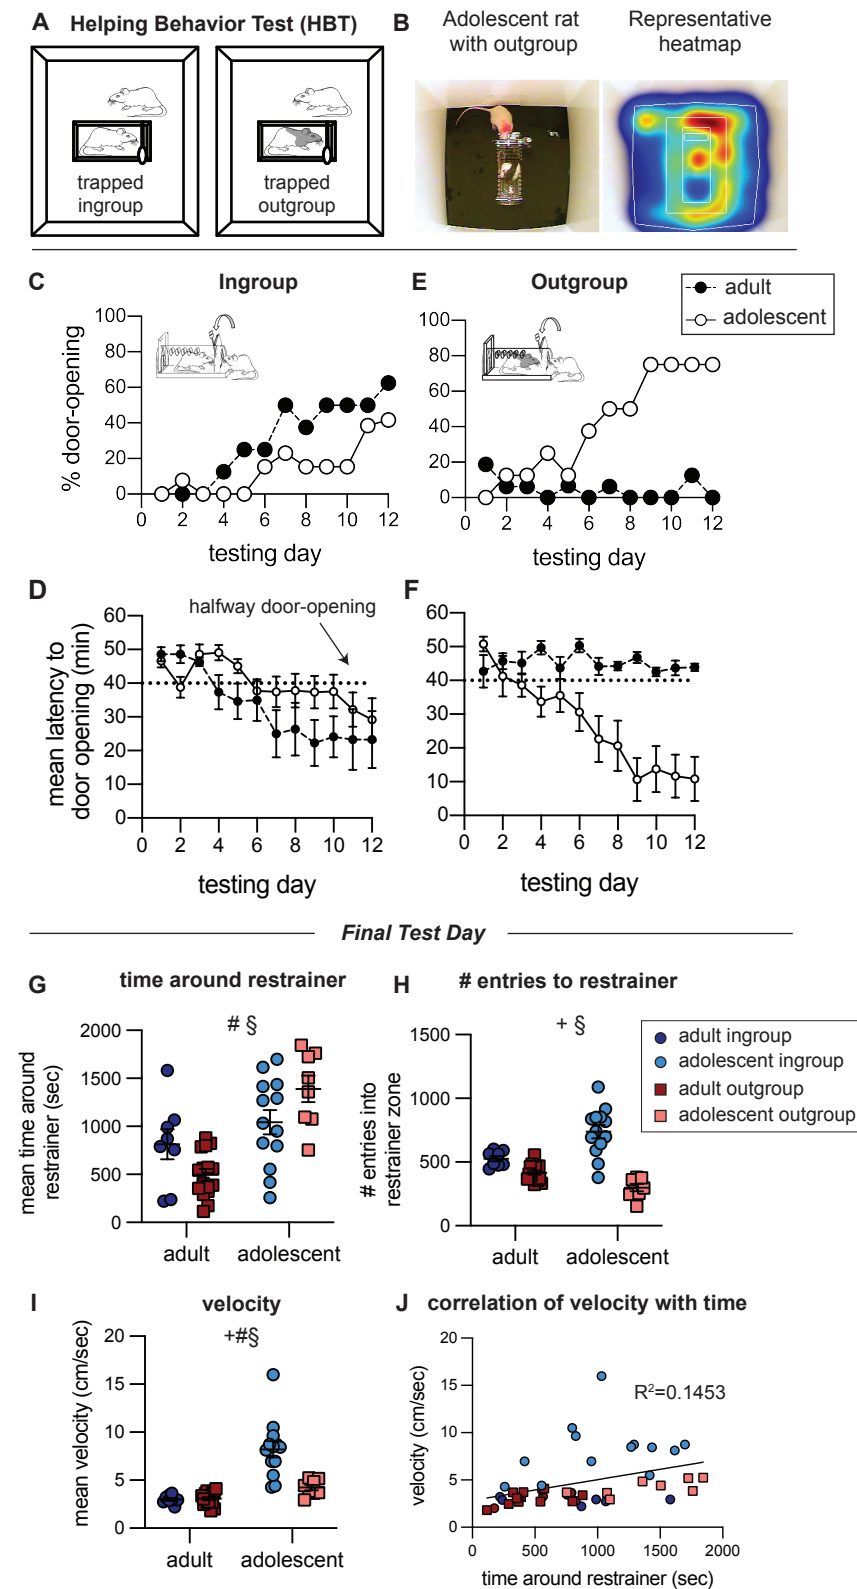 A Helping Behavior Test (HBT)
trapped
ingroup
trapped
outgroup
B Adolescent rat
with outgroup
Representative
heatmap
C Ingroup
% door-opening
100
80
60
40
20
0
0 2 4 6 8 10 12
testing day
E Outgroup
adult
adolescent
100
80
60
40
20
0
0 2 4 6 8 10 12
testing day
D
halfway door-opening
mean latency to
door opening (min)
60
50
40
30
20
10
0
0 2 4 6 8 10 12
testing day
F
60
50
40
30
20
10
0
0 2 4 6 8 10 12
testing day
Final Test Day
G time around restrainer
# §
mean time around
restrainer (sec)
2000
1500
1000
500
0
adult adolescent
H # entries to restrainer
+ §
# entries into
restrainer zone
1500
1000
500
0
adult adolescent
adult ingroup
adolescent ingroup
adult outgroup
adolescent outgroup
I velocity
+#§
mean velocity (cm/sec)
20
15
10
5
0
adult adolescent
J correlation of velocity with time
R²=0.1453
velocity (cm/sec)
20
15
10
5
0
0 500 1000 1500 2000
time around restrainer (sec)